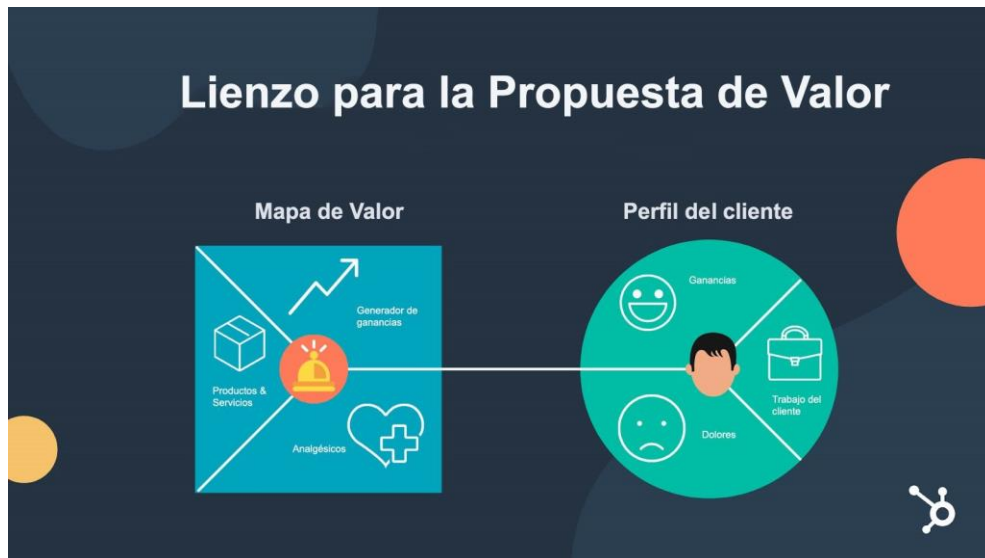 Lienzo para la Propuesta de Valor
Mapa de Valor
Generador de
ganancias
Productos &
Servicios
Analgésicos
Perfil del cliente
Ganancias
Trabajo del
cliente
Dolores